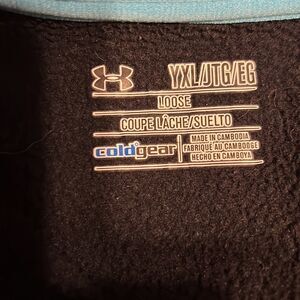 YXL/JTG/EG
LOOSE
COUPE LÂCHE/SUELTO
coldgear
MADE IN CAMBODIA
FABRIQUÉ AU CAMBODGE
HECHO EN CAMBOYA